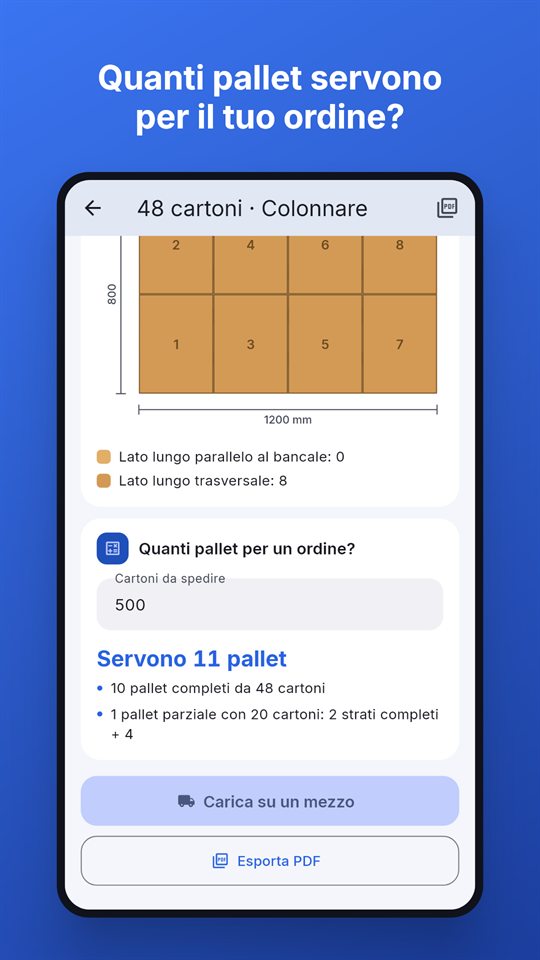 Quanti pallet servono
per il tuo ordine?
48 cartoni · Colonnare
PDF
2 4 6 8
800
1 3 5 7
1200 mm
Lato lungo parallelo al bancale: 0
Lato lungo trasversale: 8
Quanti pallet per un ordine?
Cartoni da spedire
500
Servono 11 pallet
• 10 pallet completi da 48 cartoni
• 1 pallet parziale con 20 cartoni: 2 strati completi
+ 4
Carica su un mezzo
PDF Esporta PDF